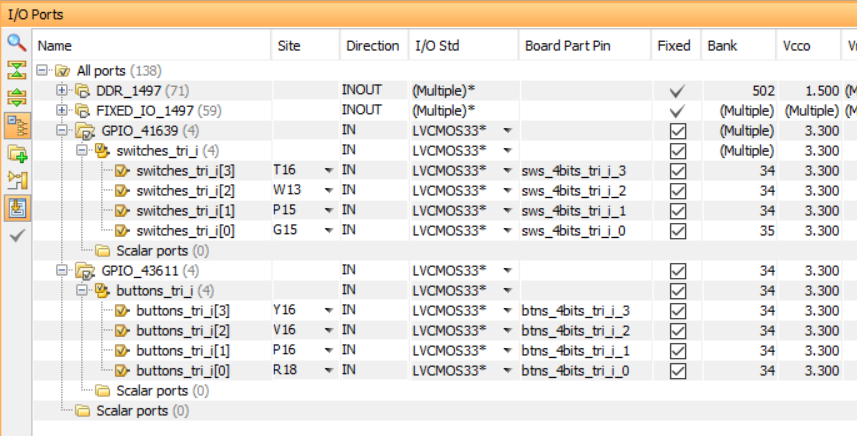 I/O Ports
Name Site Direction I/O Std Board Part Pin Fixed Bank Vcco
All ports (138)
DDR_1497 (71) INOUT (Multiple)* 502 1.500 (M
FIXED_IO_1497 (59) INOUT (Multiple)* (Multiple) (Multiple) (M
GPIO_41639 (4) IN LVCMOS33* (Multiple) 3.300
switches_tri_i (4) IN LVCMOS33* (Multiple) 3.300
switches_tri_i[3] T16 IN LVCMOS33* sws_4bits_tri_i_3 34 3.300
switches_tri_i[2] W13 IN LVCMOS33* sws_4bits_tri_i_2 34 3.300
switches_tri_i[1] P15 IN LVCMOS33* sws_4bits_tri_i_1 34 3.300
switches_tri_i[0] G15 IN LVCMOS33* sws_4bits_tri_i_0 35 3.300
Scalar ports (0)
GPIO_43611 (4) IN LVCMOS33* 34 3.300
buttons_tri_i (4) IN LVCMOS33* 34 3.300
buttons_tri_i[3] Y16 IN LVCMOS33* btns_4bits_tri_i_3 34 3.300
buttons_tri_i[2] V16 IN LVCMOS33* btns_4bits_tri_i_2 34 3.300
buttons_tri_i[1] P16 IN LVCMOS33* btns_4bits_tri_i_1 34 3.300
buttons_tri_i[0] R18 IN LVCMOS33* btns_4bits_tri_i_0 34 3.300
Scalar ports (0)
Scalar ports (0)